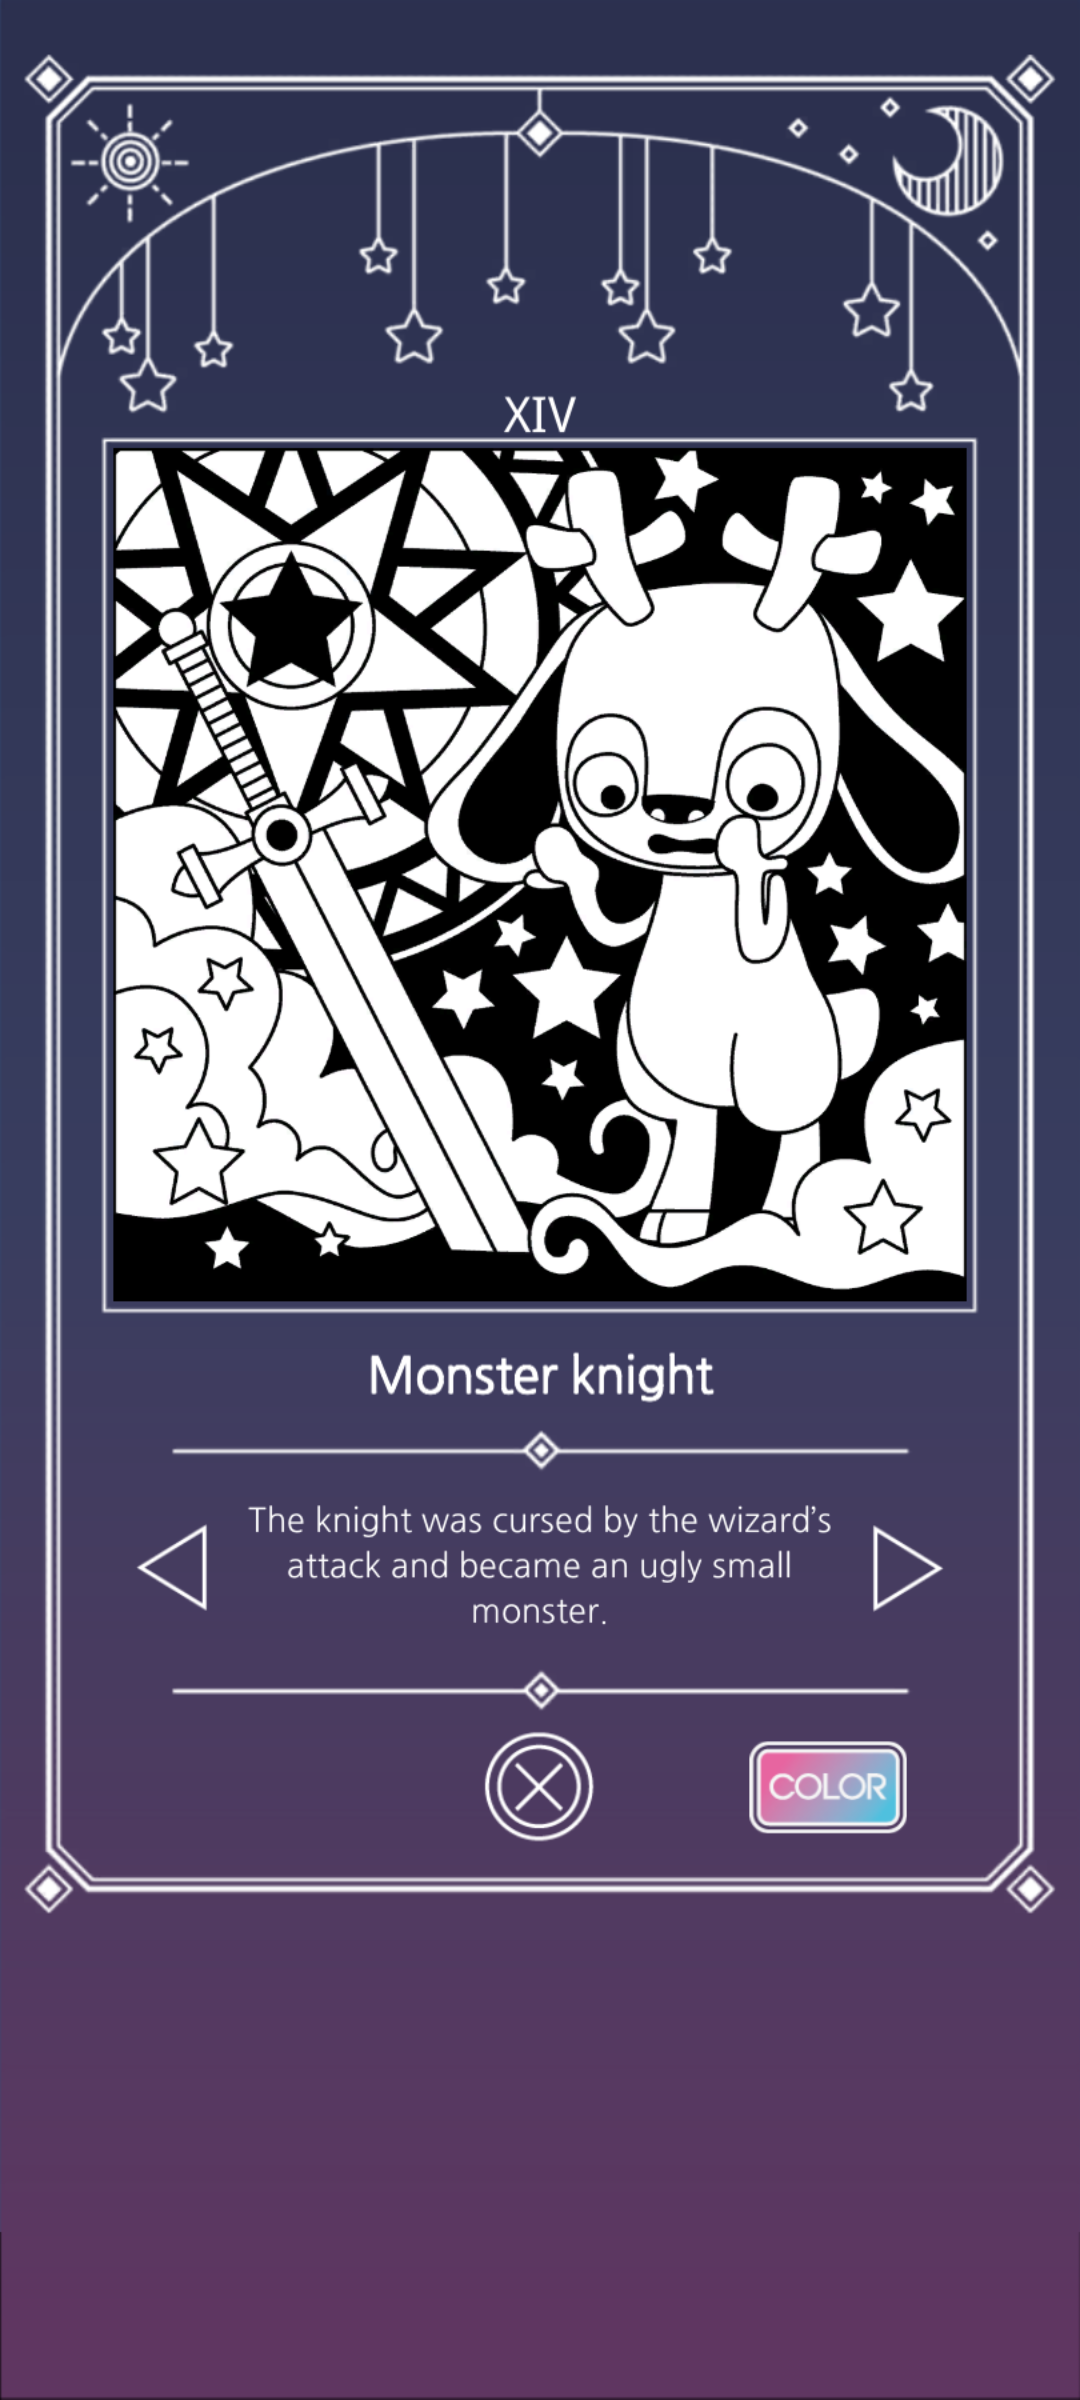 XIV
Monster knight
The knight was cursed by the wizard’s
attack and became an ugly small
monster.
COLOR